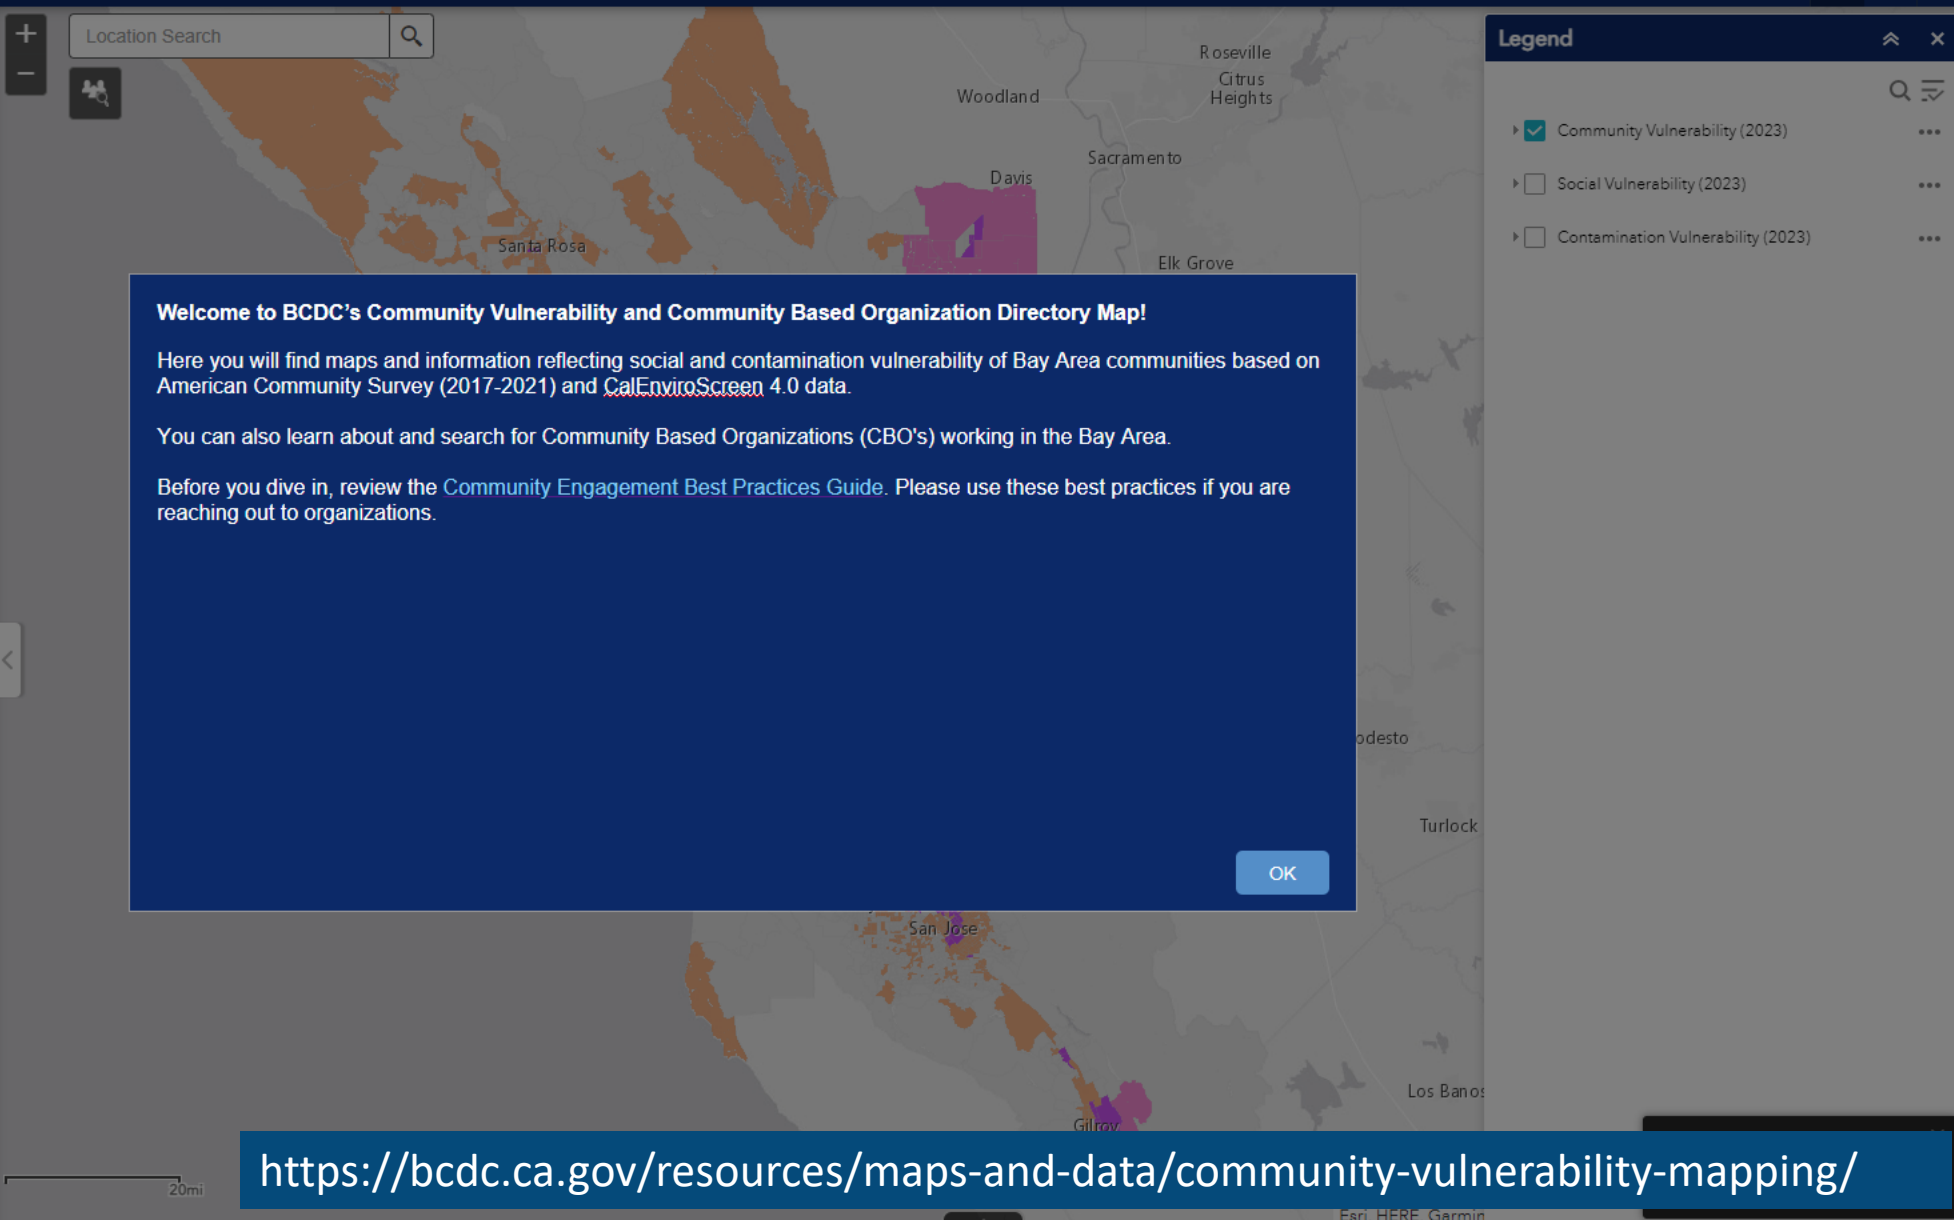 Location Search
Legend
Roseville
Citrus
Heights
Woodland
Community Vulnerability (2023)
Sacramento
Davis
Social Vulnerability (2023)
Contamination Vulnerability (2023)
Santa Rosa
Elk Grove
Welcome to BCDC's Community Vulnerability and Community Based Organization Directory Map!
Here you will find maps and information reflecting social and contamination vulnerability of Bay Area communities based on
American Community Survey (2017-2021) and CalEnviroScreen 4.0 data.
You can also learn about and search for Community Based Organizations (CBO's) working in the Bay Area.
Before you dive in, review the Community Engagement Best Practices Guide. Please use these best practices if you are
reaching out to organizations.
odesto
Turlock
OK
San Jose
Los Banos
Gilroy
https://bcdc.ca.gov/resources/maps-and-data/community-vulnerability-mapping/
20mi
Esri, HERE, Garmin